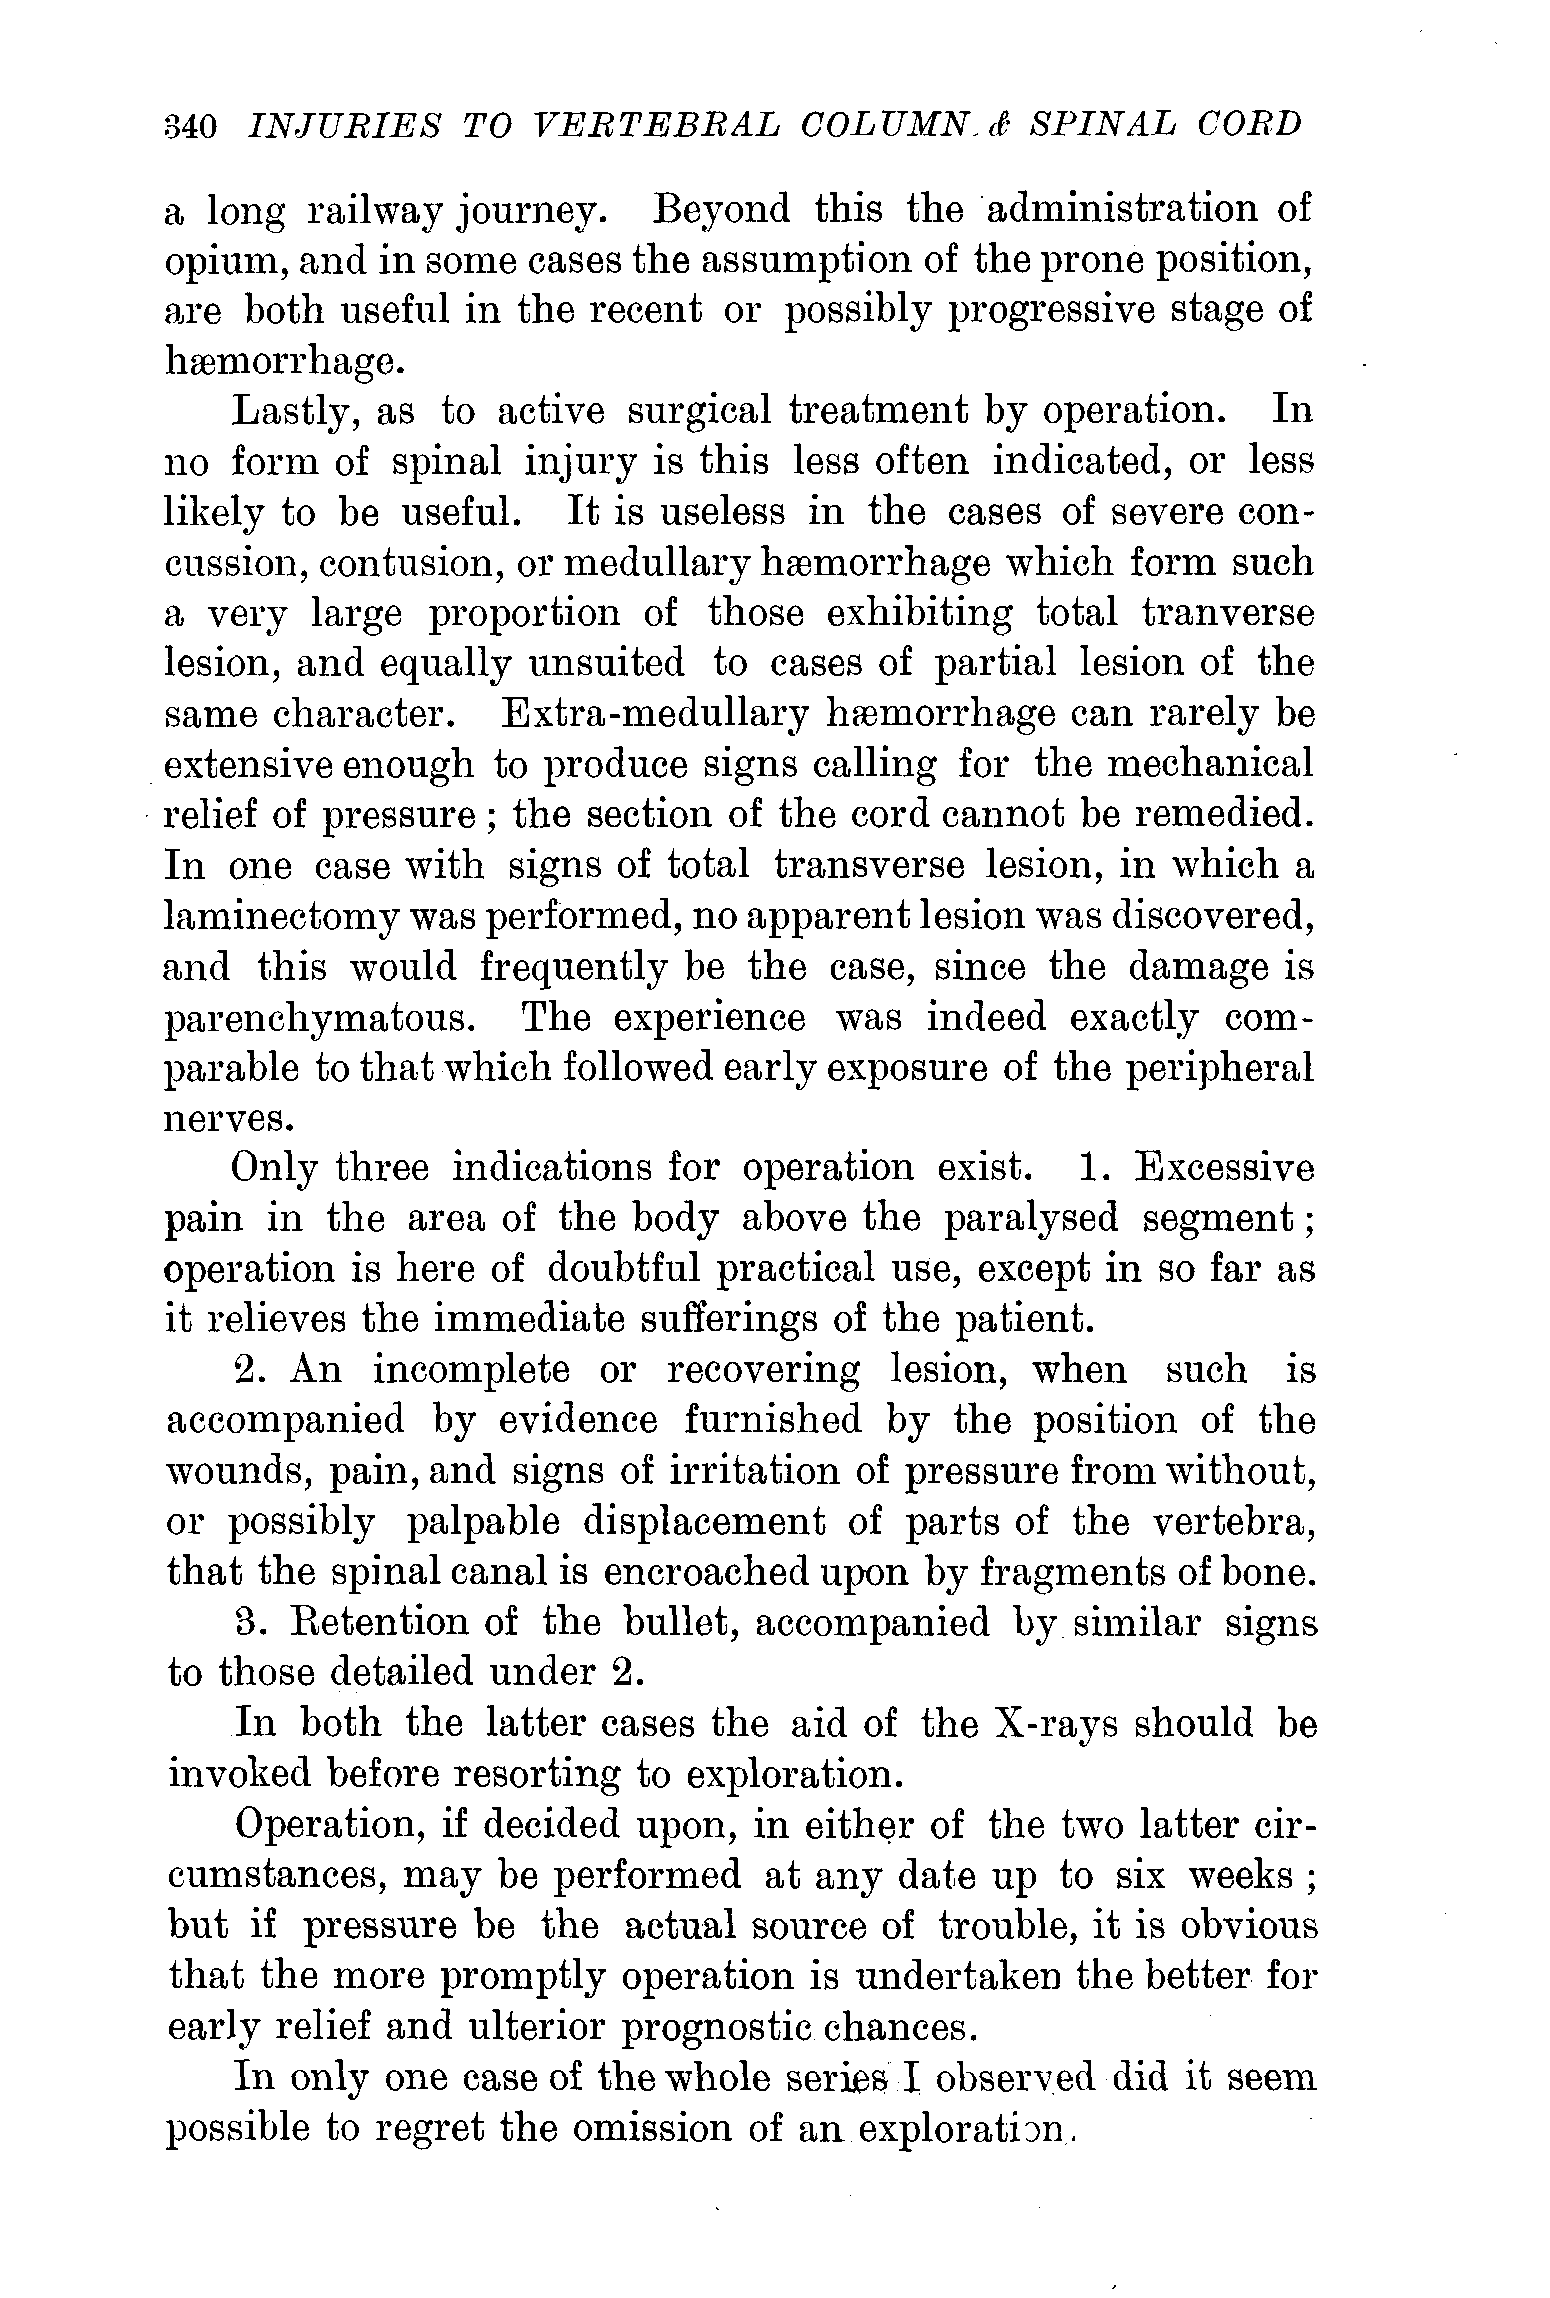 340 INJURIES TO VERTEBRAL COLUMN & SPINAL CORD
a long railway journey. Beyond this the administration of
opium, and in some cases the assumption of the prone position,
are both useful in the recent or possibly progressive stage of
hæmorrhage.
Lastly, as to active surgical treatment by operation. In
no form of spinal injury is this less often indicated, or less
likely to be useful. It is useless in the cases of severe con-
cussion, contusion, or medullary hæmorrhage which form such
a very large proportion of those exhibiting total tranverse
lesion, and equally unsuited to cases of partial lesion of the
same character. Extra-medullary hæmorrhage can rarely be
extensive enough to produce signs calling for the mechanical
relief of pressure ; the section of the cord cannot be remedied.
In one case with signs of total transverse lesion, in which a
laminectomy was performed, no apparent lesion was discovered,
and this would frequently be the case, since the damage is
parenchymatous. The experience was indeed exactly com-
parable to that which followed early exposure of the peripheral
nerves.
Only three indications for operation exist. 1. Excessive
pain in the area of the body above the paralysed segment ;
operation is here of doubtful practical use, except in so far as
it relieves the immediate sufferings of the patient.
2. An incomplete or recovering lesion, when such is
accompanied by evidence furnished by the position of the
wounds, pain, and signs of irritation of pressure from without,
or possibly palpable displacement of parts of the vertebra,
that the spinal canal is encroached upon by fragments of bone.
3. Retention of the bullet, accompanied by similar signs
to those detailed under 2.
In both the latter cases the aid of the X-rays should be
invoked before resorting to exploration.
Operation, if decided upon, in either of the two latter cir-
cumstances, may be performed at any date up to six weeks ;
but if pressure be the actual source of trouble, it is obvious
that the more promptly operation is undertaken the better for
early relief and ulterior prognostic chances.
In only one case of the whole series I observed did it seem
possible to regret the omission of an exploration.